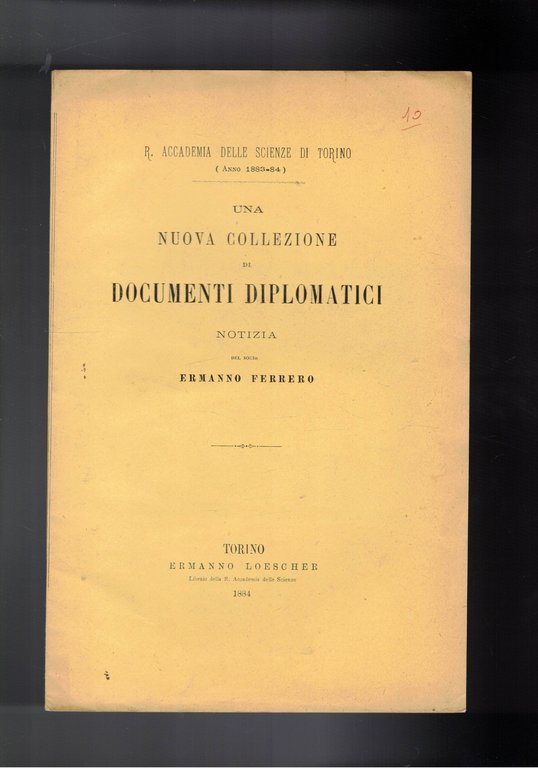 10
R. ACCADEMIA DELLE SCIENZE DI TORINO
( ANNO 1883-84 )
UNA
NUOVA COLLEZIONE
DI
DOCUMENTI DIPLOMATICI
NOTIZIA
DEL SOCIO
ERMANNO FERRERO
TORINO
ERMANNO LOESCHER
Libraio della R. Accademia delle Scienze
1884